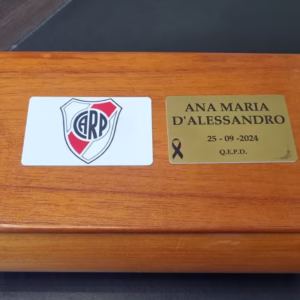 CARP
ANA MARIA
D'ALESSANDRO
25 - 09 -2024
Q.E.P.D.